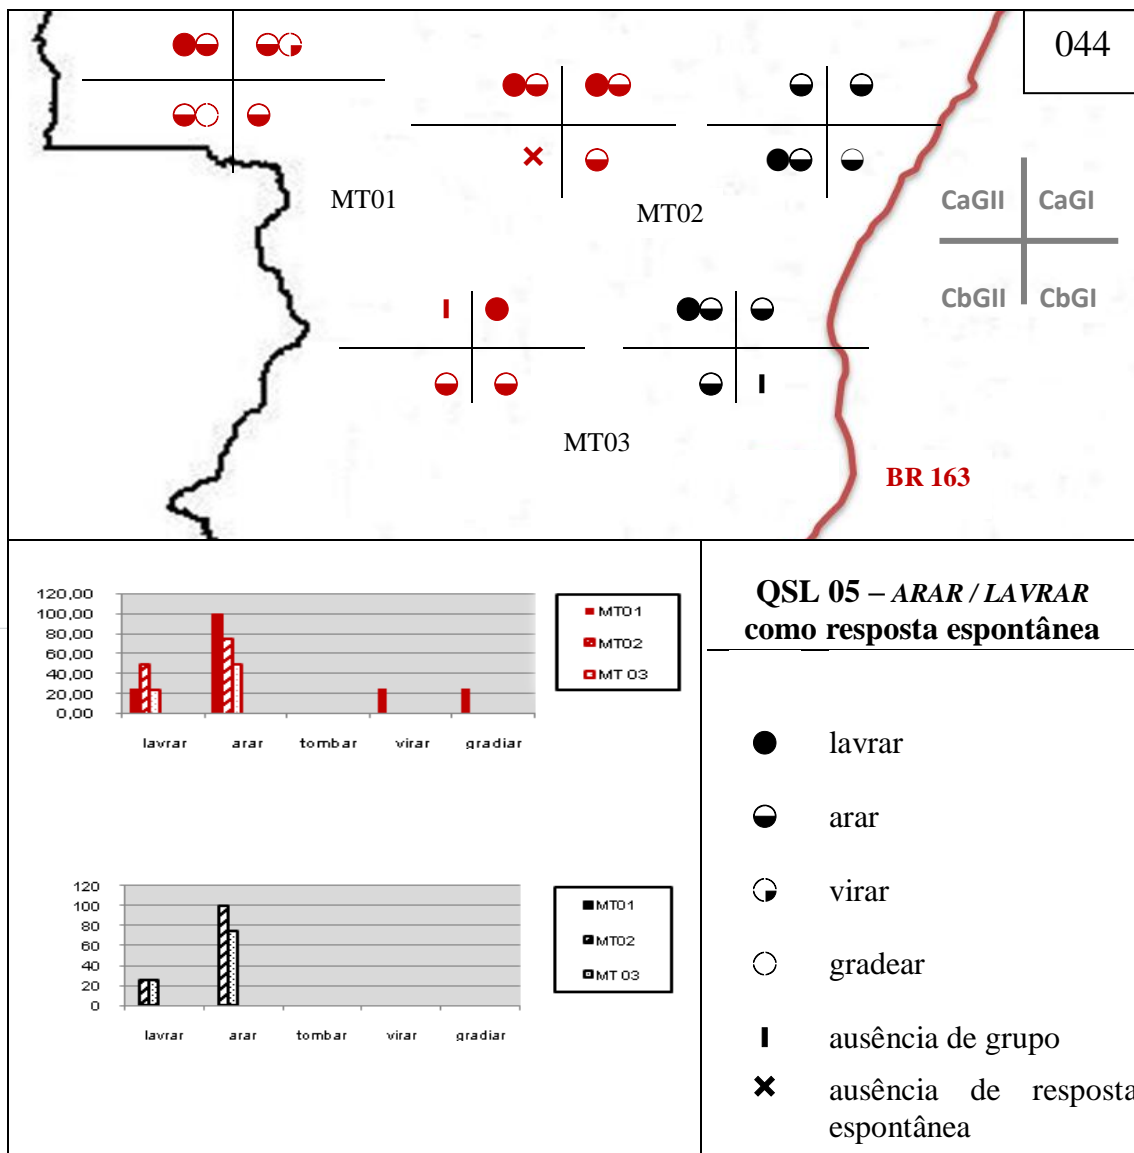 044
MT01
MT02
CaGII CaGI
CbGII CbGI
MT03
BR 163
120,00
100,00
80,00
60,00
40,00
20,00
0,00
lavrar arar tombar virar gradiar
MT01
MT02
MT 03
120
100
80
60
40
20
0
lavrar arar tombar virar gradiar
MT01
MT02
MT 03
QSL 05 – ARAR / LAVRAR
como resposta espontânea
lavrar
arar
virar
gradear
ausência de grupo
ausência de resposta
espontânea